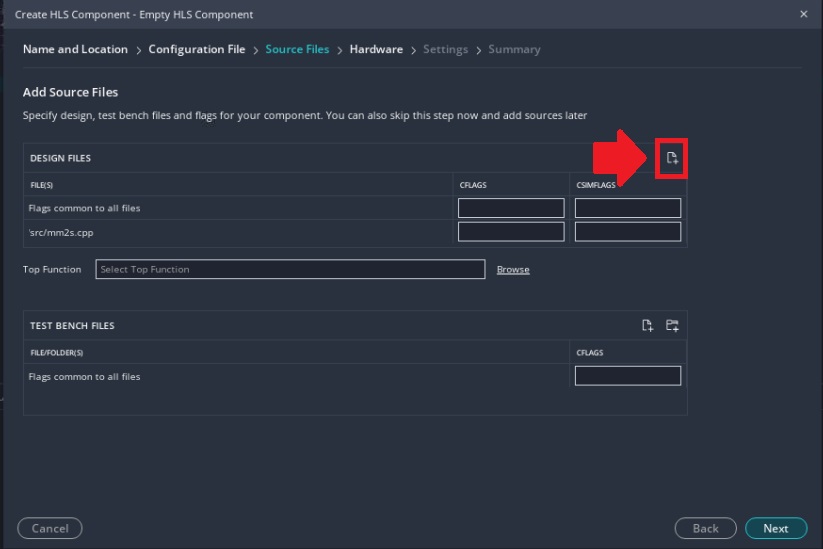 Create HLS Component - Empty HLS Component
Name and Location > Configuration File > Source Files > Hardware > Settings > Summary
Add Source Files
Specify design, test bench files and flags for your component. You can also skip this step now and add sources later
DESIGN FILES
FILE(S) CFLAGS CSIMFLAGS
Flags common to all files
'src/mm2s.cpp
Top Function Select Top Function Browse
TEST BENCH FILES
FILE/FOLDER(S) CFLAGS
Flags common to all files
Cancel Back Next